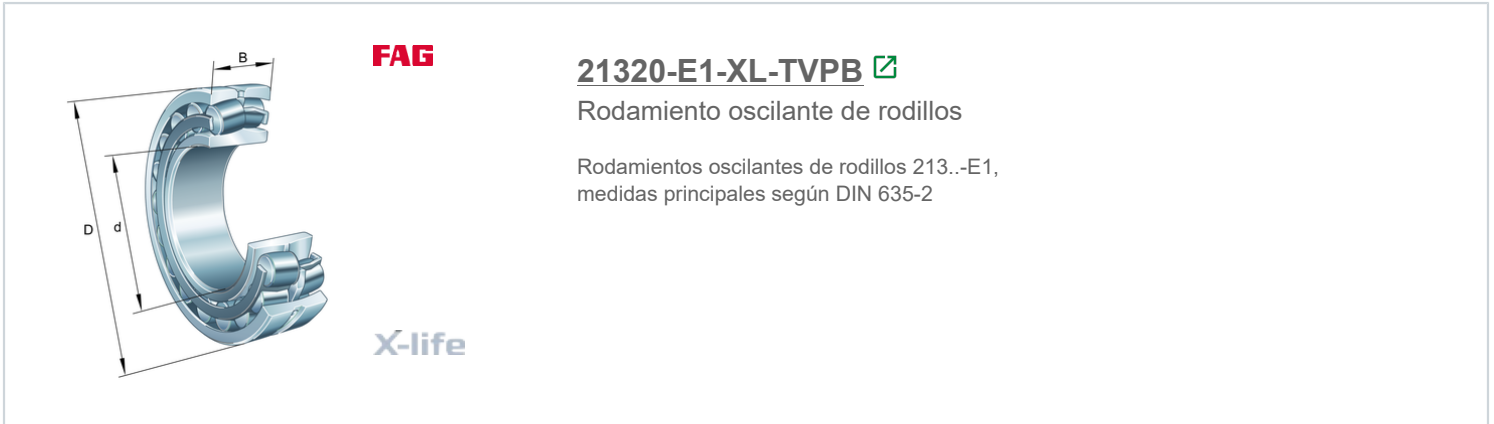 FAG
B
D
d
X-life
21320-E1-XL-TVPB
Rodamiento oscilante de rodillos
Rodamientos oscilantes de rodillos 213..-E1,
medidas principales según DIN 635-2